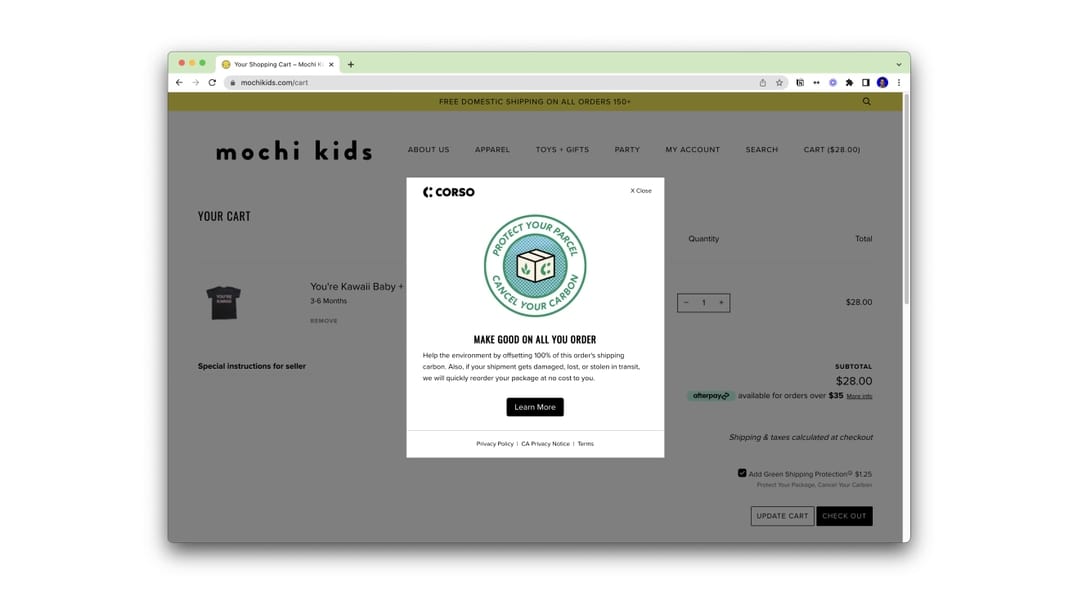 Your Shopping Cart – Mochi K
mochikids.com/cart
FREE DOMESTIC SHIPPING ON ALL ORDERS 150+
mochi kids
ABOUT US APPAREL TOYS + GIFTS PARTY MY ACCOUNT SEARCH CART ($28.00)
CORSO
X Close
YOUR CART
Quantity Total
PROTECT YOUR PARCEL
CANCEL YOUR CARBON
You're Kawaii Baby +
3-6 Months
REMOVE
YOU'RE
KAWAII
1
$28.00
MAKE GOOD ON ALL YOU ORDER
Help the environment by offsetting 100% of this order's shipping
carbon. Also, if your shipment gets damaged, lost, or stolen in transit,
we will quickly reorder your package at no cost to you.
Learn More
Privacy Policy | CA Privacy Notice | Terms
Special instructions for seller
SUBTOTAL
$28.00
afterpay available for orders over $35 More info
Shipping & taxes calculated at checkout
Add Green Shipping Protection $1.25
Protect Your Package, Cancel Your Carbon
UPDATE CART CHECK OUT